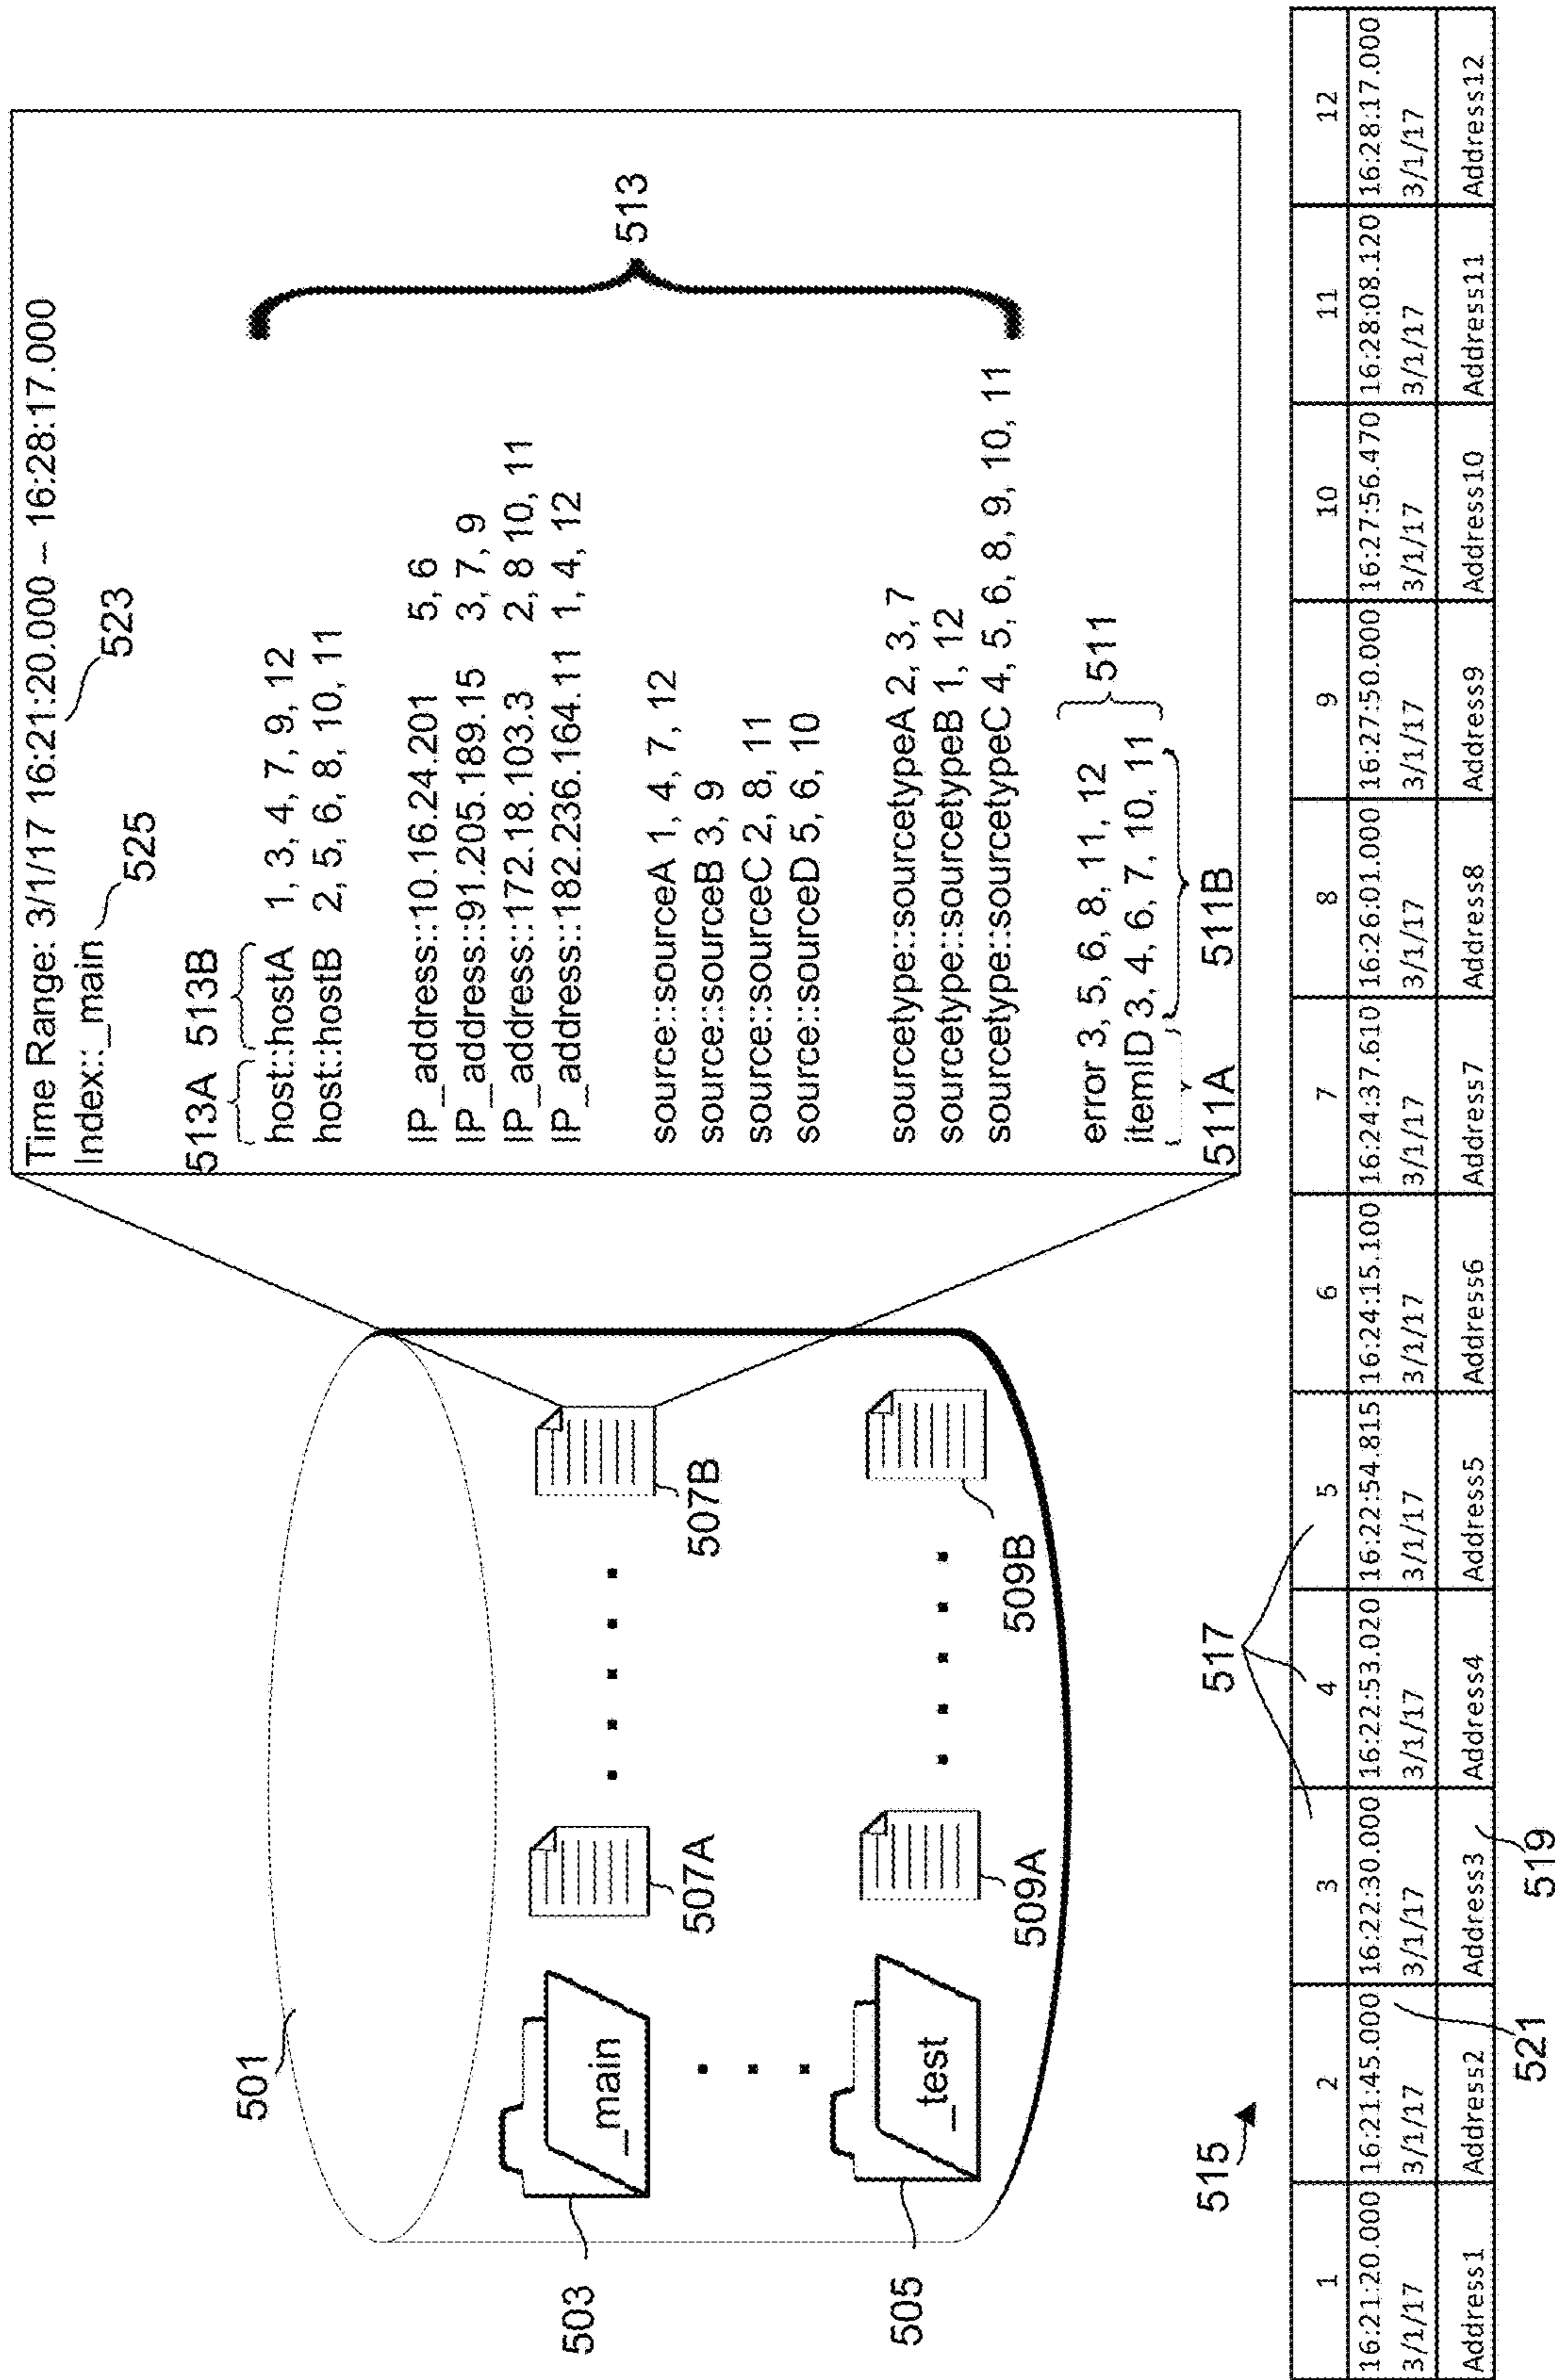 Time Range: 3/1/17 16:21:20.000 – 16:28:17.000
Index::_main
525
523
513A 513B
host::hostA 1, 3, 4, 7, 9, 12
host::hostB 2, 5, 6, 8, 10, 11
IP_address::10.16.24.201 5, 6
IP_address::91.205.189.15 3, 7, 9
IP_address::172.18.103.3 2, 8 10, 11
IP_address::182.236.164.11 1, 4, 12
source::sourceA 1, 4, 7, 12
source::sourceB 3, 9
source::sourceC 2, 8, 11
source::sourceD 5, 6, 10
sourcetype::sourcetypeA 2, 3, 7
sourcetype::sourcetypeB 1, 12
sourcetype::sourcetypeC 4, 5, 6, 8, 9, 10, 11
513
error 3, 5, 6, 8, 11, 12
itemID 3, 4, 6, 7, 10, 11
511
511A 511B
501
503
_main
507A
507B
505
_test
509A
509B
515
517
1 2 3 4 5 6 7 8 9 10 11 12
16:21:20.000 16:21:45.000 16:22:30.000 16:22:53.020 16:22:54.815 16:24:15.100 16:24:37.610 16:26:01.000 16:27:50.000 16:27:56.470 16:28:08.120 16:28:17.000
3/1/17 3/1/17 3/1/17 3/1/17 3/1/17 3/1/17 3/1/17 3/1/17 3/1/17 3/1/17 3/1/17 3/1/17
Address1 Address2 Address3 Address4 Address5 Address6 Address7 Address8 Address9 Address10 Address11 Address12
521
519